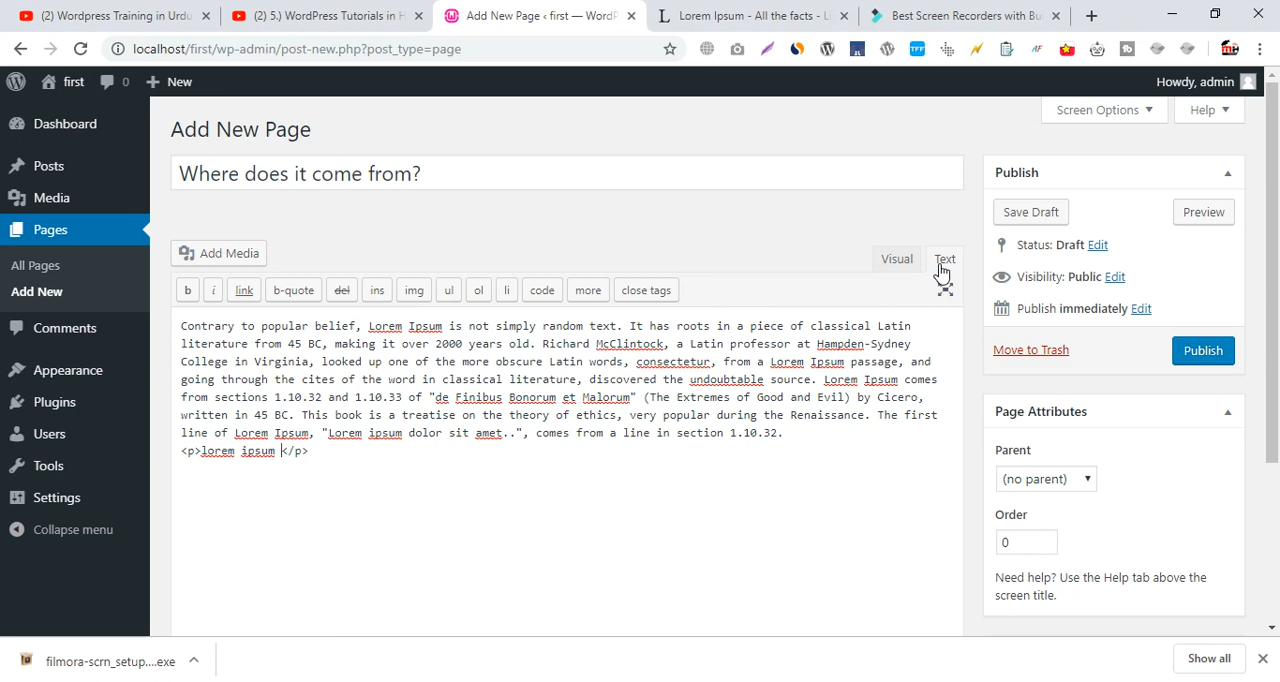 (2) Wordpress Training in Urdu
(2) 5.) WordPress Tutorials in H
Add New Page ‹ first — WordP
Lorem Ipsum - All the facts - Li
Best Screen Recorders with Bu
localhost/first/wp-admin/post-new.php?post_type=page
first
0
New
Howdy, admin
Dashboard
Posts
Media
Pages
All Pages
Add New
Comments
Appearance
Plugins
Users
Tools
Settings
Collapse menu
Screen Options
Help
Add New Page
Where does it come from?
Add Media
Visual
Text
b
i
link
b-quote
del
ins
img
ul
ol
li
code
more
close tags
Contrary to popular belief, Lorem Ipsum is not simply random text. It has roots in a piece of classical Latin
literature from 45 BC, making it over 2000 years old. Richard McClintock, a Latin professor at Hampden-Sydney
College in Virginia, looked up one of the more obscure Latin words, consectetur, from a Lorem Ipsum passage, and
going through the cites of the word in classical literature, discovered the undoubtable source. Lorem Ipsum comes
from sections 1.10.32 and 1.10.33 of "de Finibus Bonorum et Malorum" (The Extremes of Good and Evil) by Cicero,
written in 45 BC. This book is a treatise on the theory of ethics, very popular during the Renaissance. The first
line of Lorem Ipsum, "Lorem ipsum dolor sit amet..", comes from a line in section 1.10.32.
<p>lorem ipsum </p>
Publish
Save Draft
Preview
Status: Draft Edit
Visibility: Public Edit
Publish immediately Edit
Move to Trash
Publish
Page Attributes
Parent
(no parent)
Order
0
Need help? Use the Help tab above the
screen title.
filmora-scrn_setup....exe
Show all